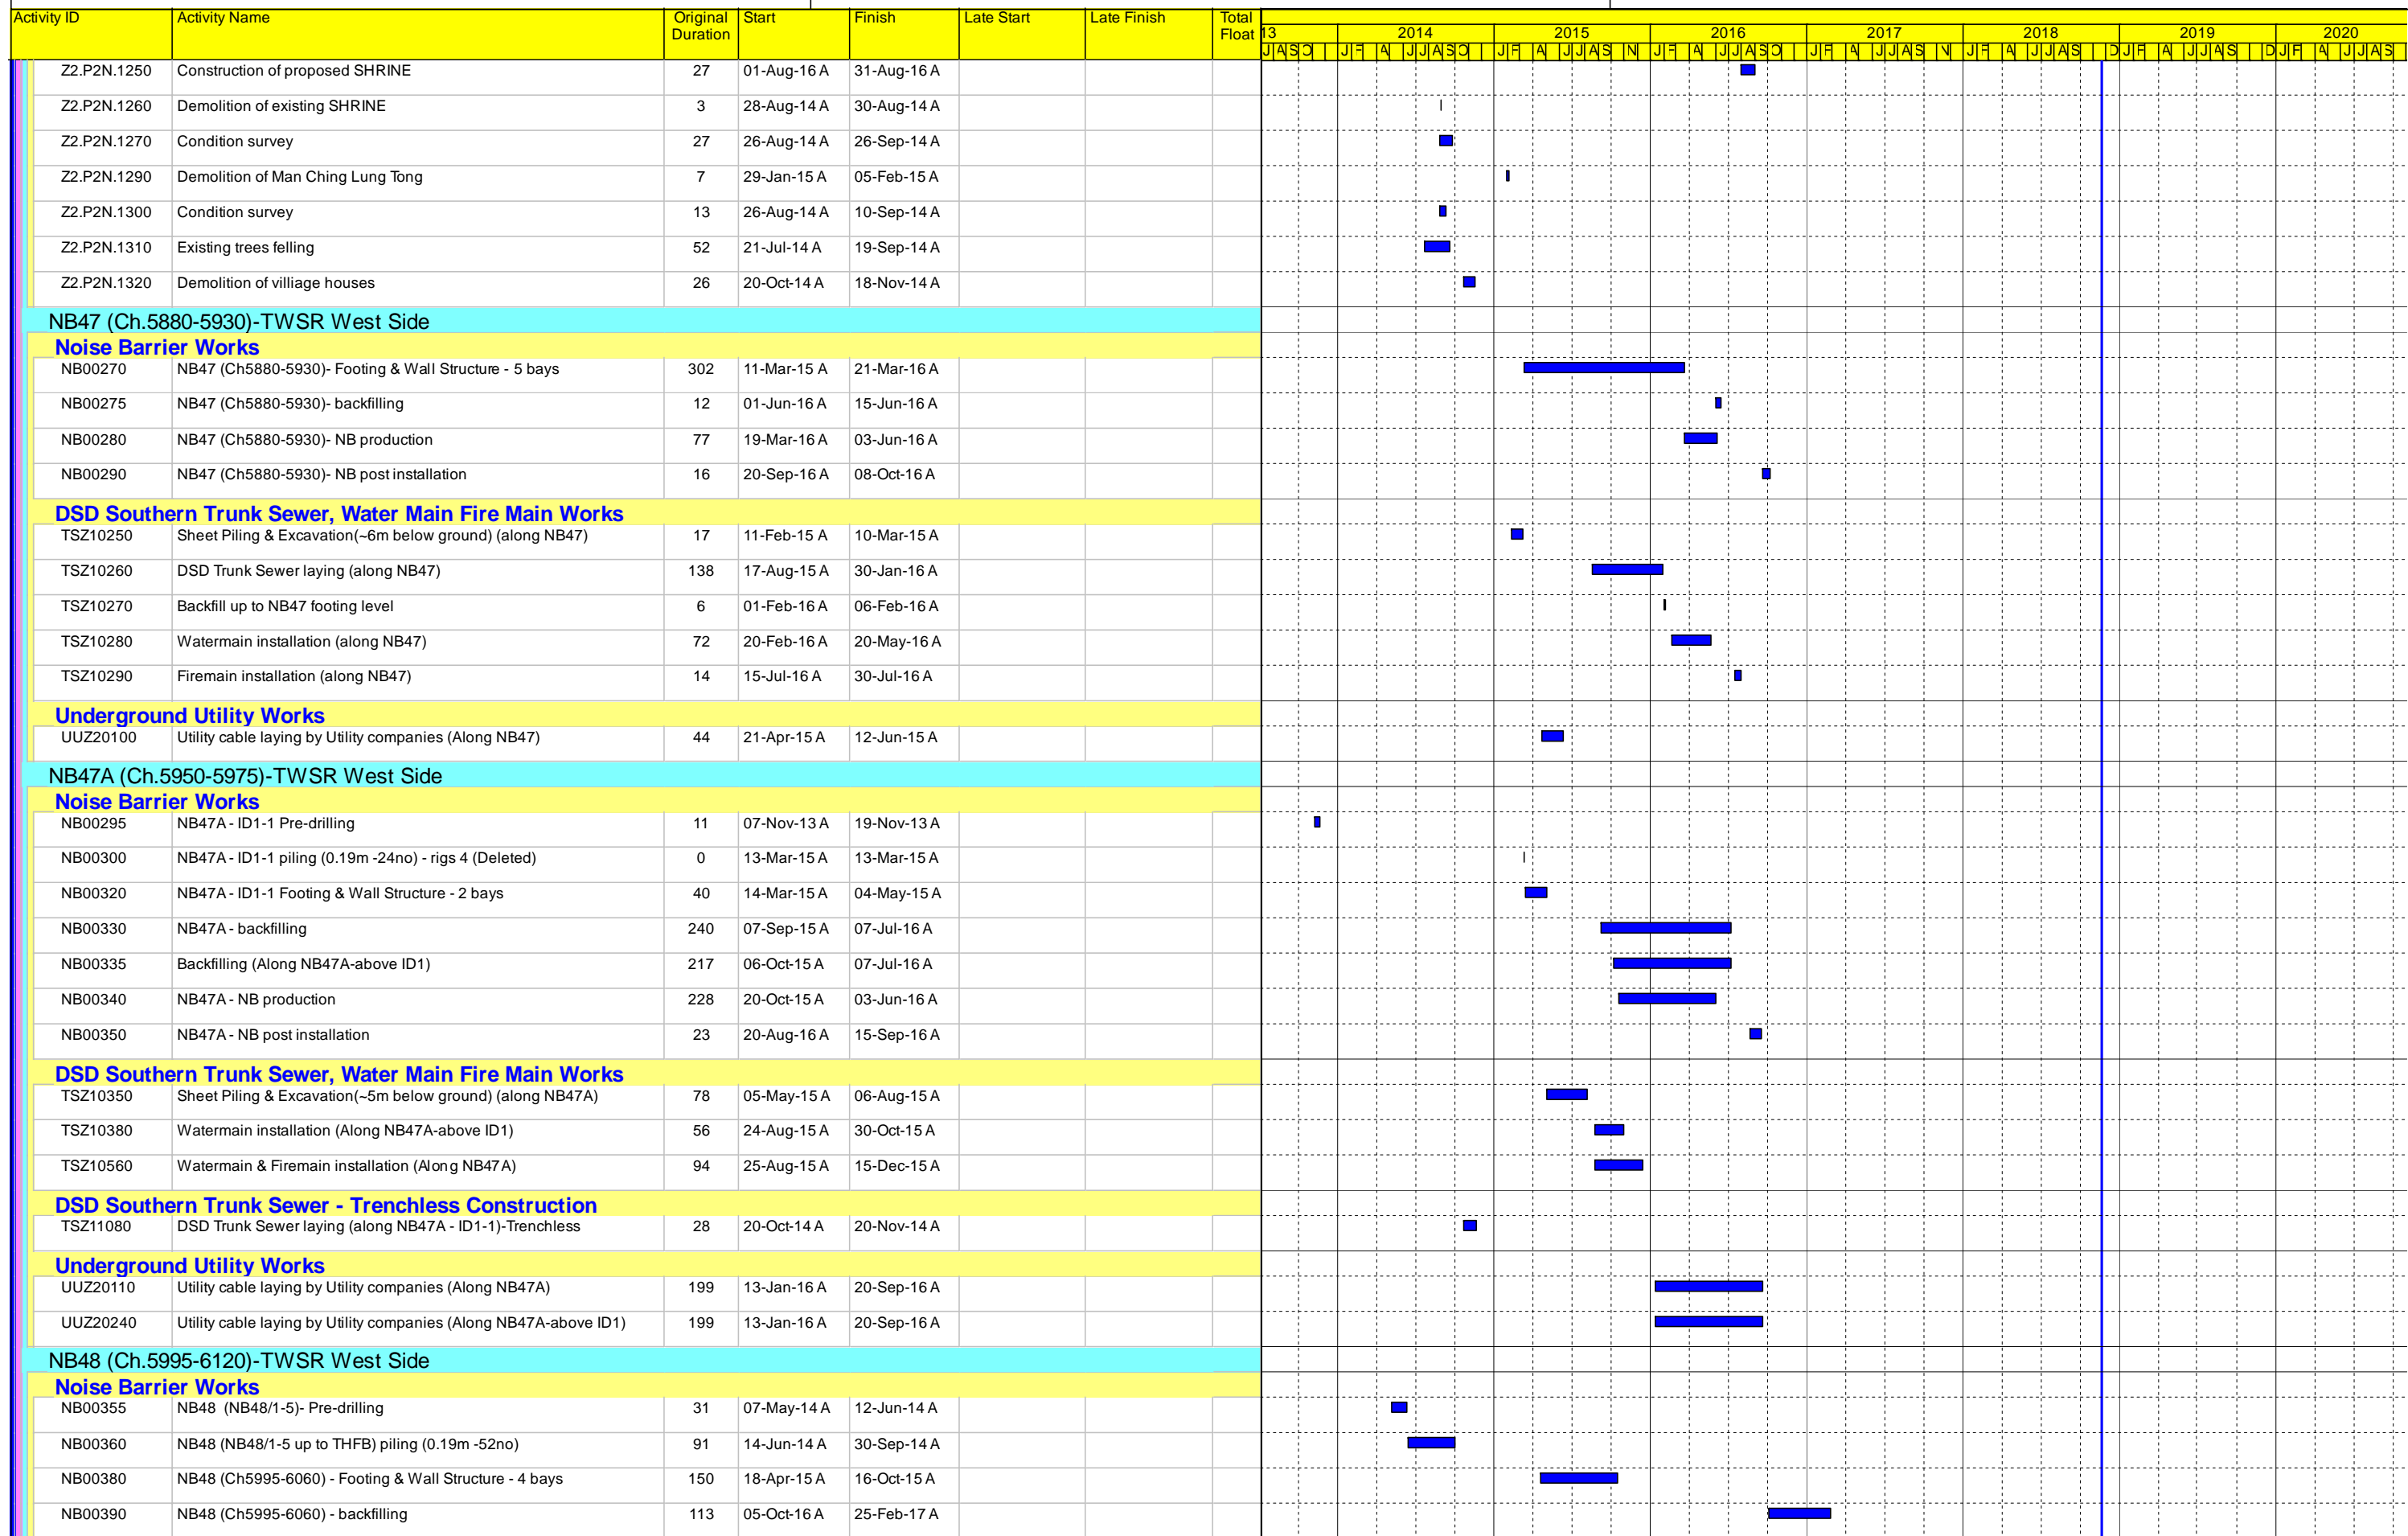 Activity ID Activity Name Original Duration Start Finish Late Start Late Finish Total Float
13 2014 2015 2016 2017 2018 2019 2020
J A S O J F A J J A S O J F A J J A S N J F A J J A S O J F A J J A S N J F A J J A S D J F A J J A S D J F A J J A S
Z2.P2N.1250 Construction of proposed SHRINE 27 01-Aug-16 A 31-Aug-16 A
Z2.P2N.1260 Demolition of existing SHRINE 3 28-Aug-14 A 30-Aug-14 A
Z2.P2N.1270 Condition survey 27 26-Aug-14 A 26-Sep-14 A
Z2.P2N.1290 Demolition of Man Ching Lung Tong 7 29-Jan-15 A 05-Feb-15 A
Z2.P2N.1300 Condition survey 13 26-Aug-14 A 10-Sep-14 A
Z2.P2N.1310 Existing trees felling 52 21-Jul-14 A 19-Sep-14 A
Z2.P2N.1320 Demolition of villiage houses 26 20-Oct-14 A 18-Nov-14 A
NB47 (Ch.5880-5930)-TWSR West Side
Noise Barrier Works
NB00270 NB47 (Ch5880-5930)- Footing & Wall Structure - 5 bays 302 11-Mar-15 A 21-Mar-16 A
NB00275 NB47 (Ch5880-5930)- backfilling 12 01-Jun-16 A 15-Jun-16 A
NB00280 NB47 (Ch5880-5930)- NB production 77 19-Mar-16 A 03-Jun-16 A
NB00290 NB47 (Ch5880-5930)- NB post installation 16 20-Sep-16 A 08-Oct-16 A
DSD Southern Trunk Sewer, Water Main Fire Main Works
TSZ10250 Sheet Piling & Excavation(~6m below ground) (along NB47) 17 11-Feb-15 A 10-Mar-15 A
TSZ10260 DSD Trunk Sewer laying (along NB47) 138 17-Aug-15 A 30-Jan-16 A
TSZ10270 Backfill up to NB47 footing level 6 01-Feb-16 A 06-Feb-16 A
TSZ10280 Watermain installation (along NB47) 72 20-Feb-16 A 20-May-16 A
TSZ10290 Firemain installation (along NB47) 14 15-Jul-16 A 30-Jul-16 A
Underground Utility Works
UUZ20100 Utility cable laying by Utility companies (Along NB47) 44 21-Apr-15 A 12-Jun-15 A
NB47A (Ch.5950-5975)-TWSR West Side
Noise Barrier Works
NB00295 NB47A - ID1-1 Pre-drilling 11 07-Nov-13 A 19-Nov-13 A
NB00300 NB47A - ID1-1 piling (0.19m -24no) - rigs 4 (Deleted) 0 13-Mar-15 A 13-Mar-15 A
NB00320 NB47A - ID1-1 Footing & Wall Structure - 2 bays 40 14-Mar-15 A 04-May-15 A
NB00330 NB47A - backfilling 240 07-Sep-15 A 07-Jul-16 A
NB00335 Backfilling (Along NB47A-above ID1) 217 06-Oct-15 A 07-Jul-16 A
NB00340 NB47A - NB production 228 20-Oct-15 A 03-Jun-16 A
NB00350 NB47A - NB post installation 23 20-Aug-16 A 15-Sep-16 A
DSD Southern Trunk Sewer, Water Main Fire Main Works
TSZ10350 Sheet Piling & Excavation(~5m below ground) (along NB47A) 78 05-May-15 A 06-Aug-15 A
TSZ10380 Watermain installation (Along NB47A-above ID1) 56 24-Aug-15 A 30-Oct-15 A
TSZ10560 Watermain & Firemain installation (Along NB47A) 94 25-Aug-15 A 15-Dec-15 A
DSD Southern Trunk Sewer - Trenchless Construction
TSZ11080 DSD Trunk Sewer laying (along NB47A - ID1-1)-Trenchless 28 20-Oct-14 A 20-Nov-14 A
Underground Utility Works
UUZ20110 Utility cable laying by Utility companies (Along NB47A) 199 13-Jan-16 A 20-Sep-16 A
UUZ20240 Utility cable laying by Utility companies (Along NB47A-above ID1) 199 13-Jan-16 A 20-Sep-16 A
NB48 (Ch.5995-6120)-TWSR West Side
Noise Barrier Works
NB00355 NB48 (NB48/1-5)- Pre-drilling 31 07-May-14 A 12-Jun-14 A
NB00360 NB48 (NB48/1-5 up to THFB) piling (0.19m -52no) 91 14-Jun-14 A 30-Sep-14 A
NB00380 NB48 (Ch5995-6060) - Footing & Wall Structure - 4 bays 150 18-Apr-15 A 16-Oct-15 A
NB00390 NB48 (Ch5995-6060) - backfilling 113 05-Oct-16 A 25-Feb-17 A